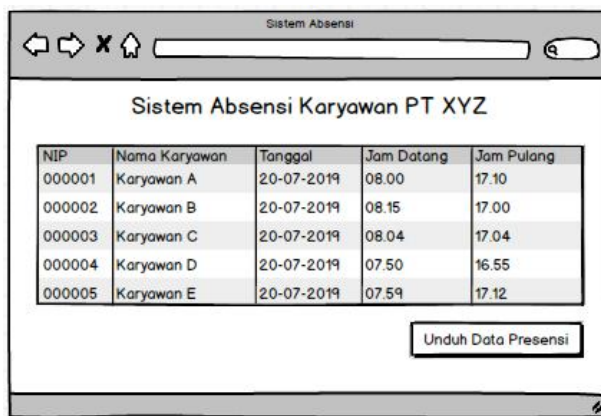 Sistem Absensi
Sistem Absensi Karyawan PT XYZ
NIP Nama Karyawan Tanggal Jam Datang Jam Pulang
000001 Karyawan A 20-07-2019 08.00 17.10
000002 Karyawan B 20-07-2019 08.15 17.00
000003 Karyawan C 20-07-2019 08.04 17.04
000004 Karyawan D 20-07-2019 07.50 16.55
000005 Karyawan E 20-07-2019 07.59 17.12
Unduh Data Presensi